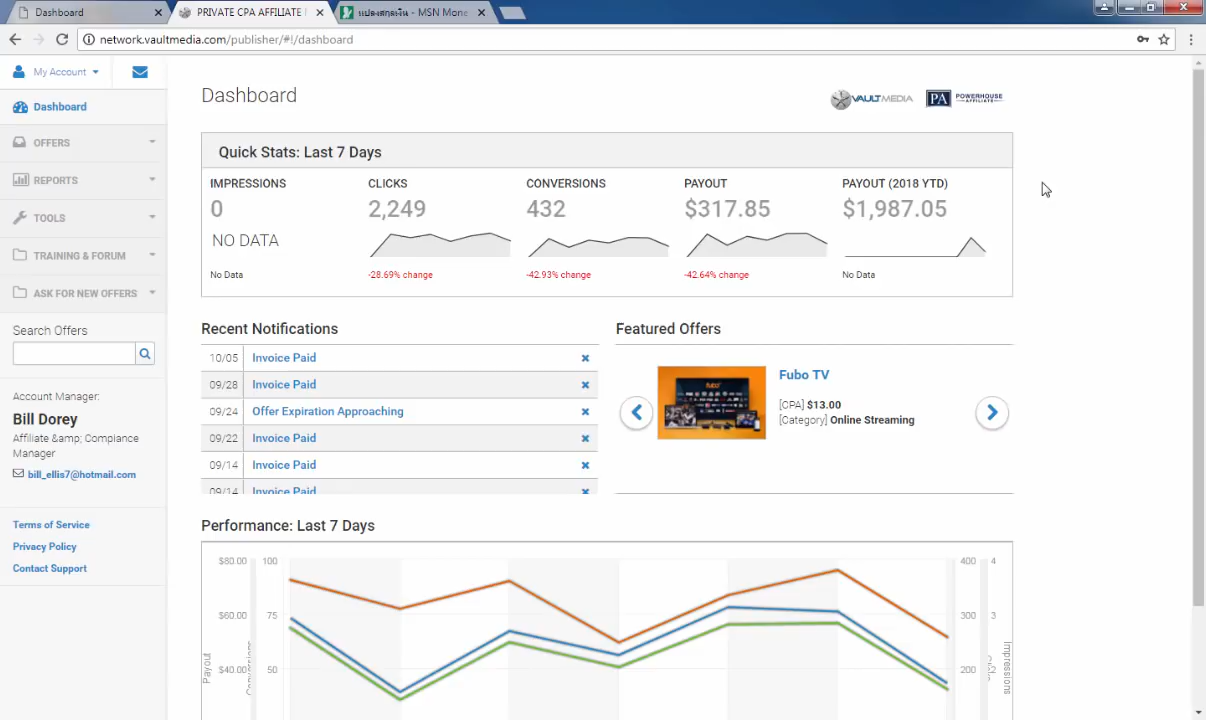 Dashboard
PRIVATE CPA AFFILIATE
แปลงสกุลเงิน - MSN Mone
network.vaultmedia.com/publisher/#!/dashboard
My Account
Dashboard
OFFERS
REPORTS
TOOLS
TRAINING & FORUM
ASK FOR NEW OFFERS
Search Offers
Account Manager:
Bill Dorey
Affiliate &amp; Compiance
Manager
bill_ellis7@hotmail.com
Terms of Service
Privacy Policy
Contact Support
Dashboard
VAULTMEDIA
PA POWERHOUSE
AFFILIATE
Quick Stats: Last 7 Days
IMPRESSIONS CLICKS CONVERSIONS PAYOUT PAYOUT (2018 YTD)
0 2,249 432 $317.85 $1,987.05
NO DATA
No Data -28.69% change -42.93% change -42.64% change No Data
Recent Notifications
10/05 Invoice Paid
09/28 Invoice Paid
09/24 Offer Expiration Approaching
09/22 Invoice Paid
09/14 Invoice Paid
09/14 Invoice Paid
Featured Offers
fubo
Fubo TV
[CPA] $13.00
[Category] Online Streaming
Performance: Last 7 Days
$80.00 100 400 4
$60.00 75 300 3
$40.00 50 200 2
Payout
Conversions
Impressions